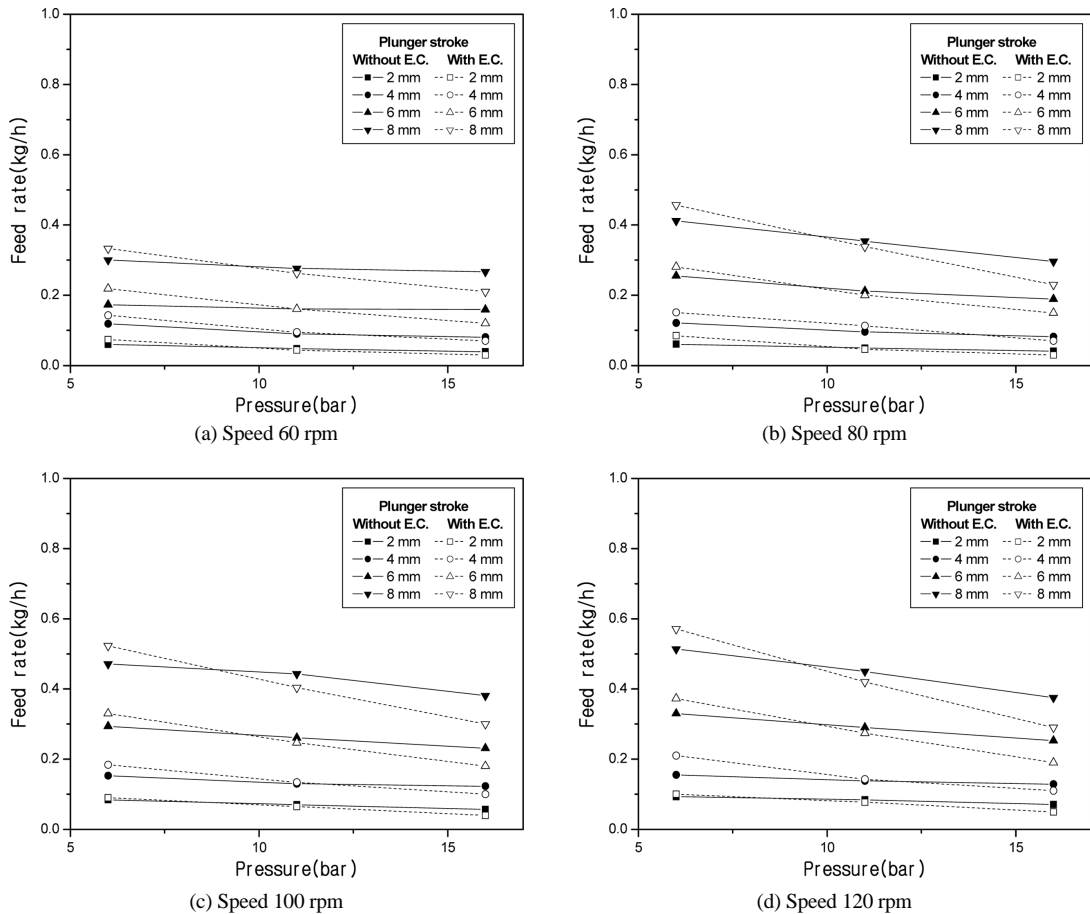 1.0
0.8
0.6
0.4
0.2
0.0
Feed rate(kg/h)
Plunger stroke
Without E.C. With E.C.
2 mm 2 mm
4 mm 4 mm
6 mm 6 mm
8 mm 8 mm
5 10 15
Pressure(bar)
(a) Speed 60 rpm
1.0
0.8
0.6
0.4
0.2
0.0
Feed rate(kg/h)
Plunger stroke
Without E.C. With E.C.
2 mm 2 mm
4 mm 4 mm
6 mm 6 mm
8 mm 8 mm
5 10 15
Pressure(bar)
(b) Speed 80 rpm
1.0
0.8
0.6
0.4
0.2
0.0
Feed rate(kg/h)
Plunger stroke
Without E.C. With E.C.
2 mm 2 mm
4 mm 4 mm
6 mm 6 mm
8 mm 8 mm
5 10 15
Pressure(bar)
(c) Speed 100 rpm
1.0
0.8
0.6
0.4
0.2
0.0
Feed rate(kg/h)
Plunger stroke
Without E.C. With E.C.
2 mm 2 mm
4 mm 4 mm
6 mm 6 mm
8 mm 8 mm
5 10 15
Pressure(bar)
(d) Speed 120 rpm